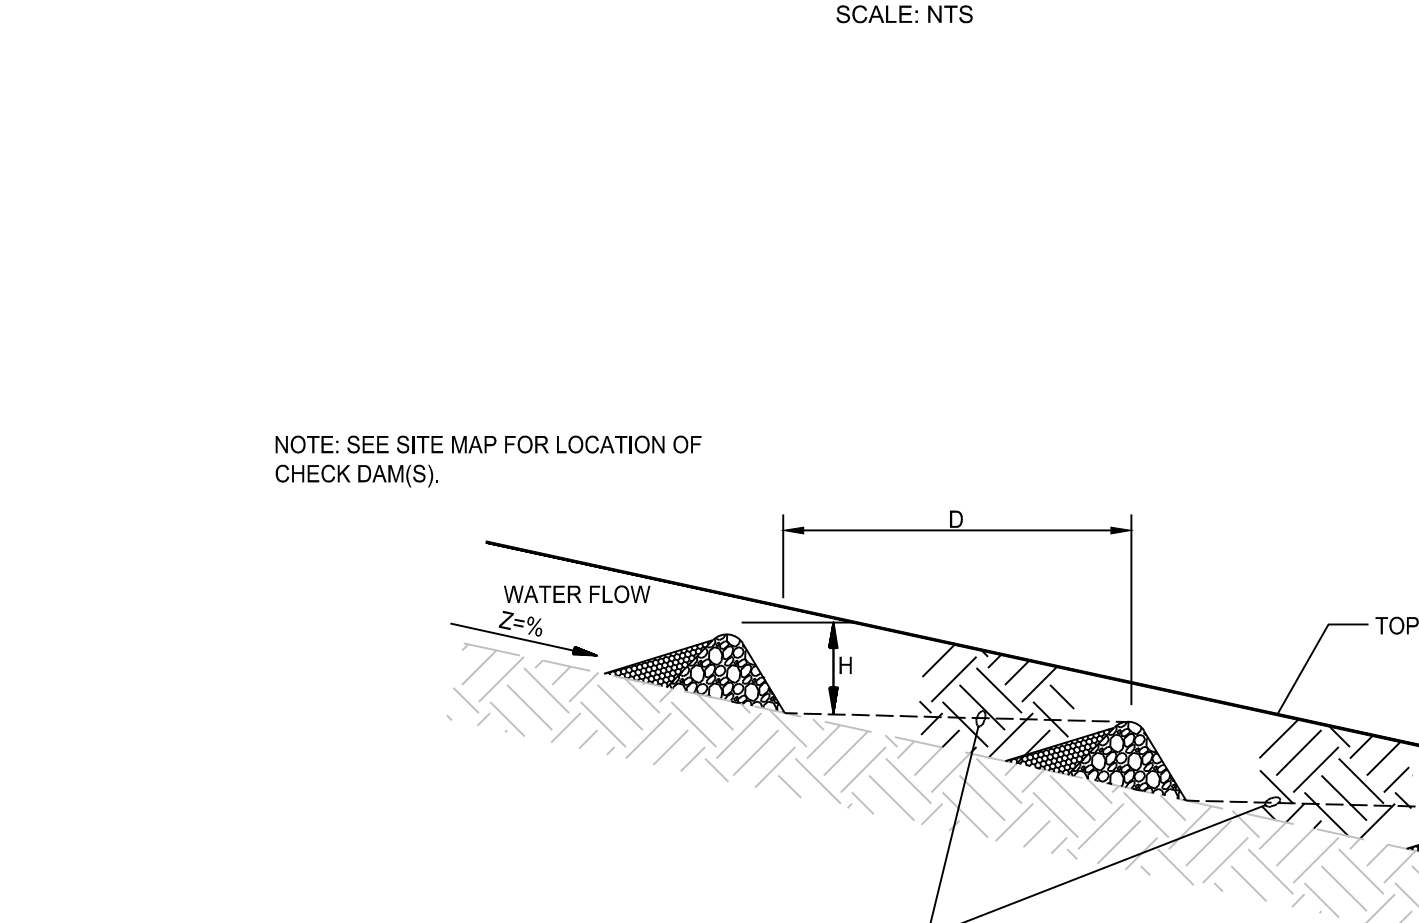 SCALE: NTS
NOTE: SEE SITE MAP FOR LOCATION OF
CHECK DAM(S).
D
WATER FLOW
Z=%
TOP
H